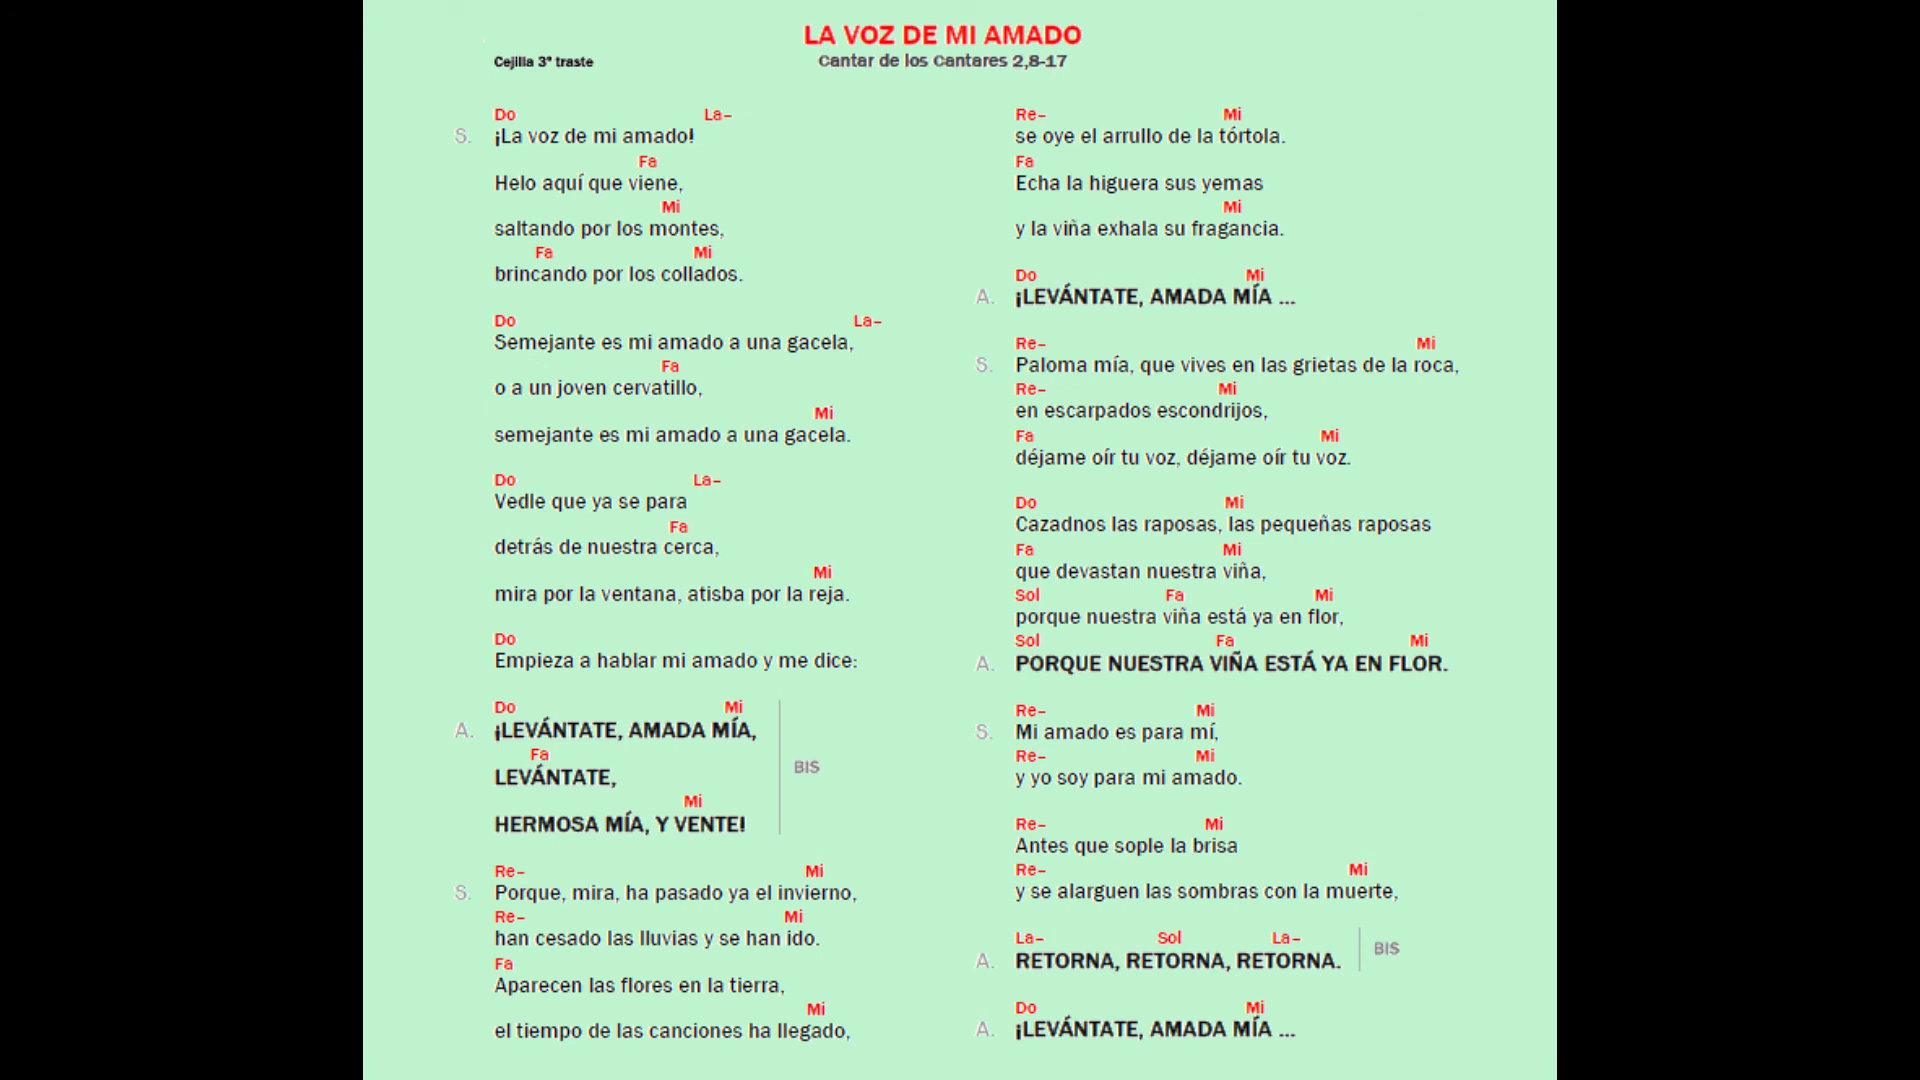 LA VOZ DE MI AMADO
Cejilla 3ª traste
Cantar de los Cantares 2,8-17
Do La–
S. ¡La voz de mi amado!
Fa
Helo aquí que viene,
Mi
saltando por los montes,
Fa Mi
brincando por los collados.
Do La–
Semejante es mi amado a una gacela,
Fa
o a un joven cervatillo,
Mi
semejante es mi amado a una gacela.
Do La–
Vedle que ya se para
Fa
detrás de nuestra cerca,
Mi
mira por la ventana, atisba por la reja.
Do
Empieza a hablar mi amado y me dice:
Do Mi
A. ¡LEVÁNTATE, AMADA MÍA,
Fa
LEVÁNTATE,
BIS
Mi
HERMOSA MÍA, Y VENTE!
Re– Mi
S. Porque, mira, ha pasado ya el invierno,
Re– Mi
han cesado las lluvias y se han ido.
Fa
Aparecen las flores en la tierra,
Mi
el tiempo de las canciones ha llegado,
Re– Mi
se oye el arrullo de la tórtola.
Fa
Echa la higuera sus yemas
Mi
y la viña exhala su fragancia.
Do Mi
A. ¡LEVÁNTATE, AMADA MÍA ...
Re– Mi
S. Paloma mía, que vives en las grietas de la roca,
Re– Mi
en escarpados escondrijos,
Fa Mi
déjame oír tu voz, déjame oír tu voz.
Do Mi
Cazadnos las raposas, las pequeñas raposas
Fa Mi
que devastan nuestra viña,
Sol Fa Mi
porque nuestra viña está ya en flor,
Sol Fa Mi
A. PORQUE NUESTRA VIÑA ESTÁ YA EN FLOR.
Re– Mi
S. Mi amado es para mí,
Re– Mi
y yo soy para mi amado.
Re– Mi
Antes que sople la brisa
Re– Mi
y se alarguen las sombras con la muerte,
La– Sol La–
A. RETORNA, RETORNA, RETORNA. BIS
Do Mi
A. ¡LEVÁNTATE, AMADA MÍA ...